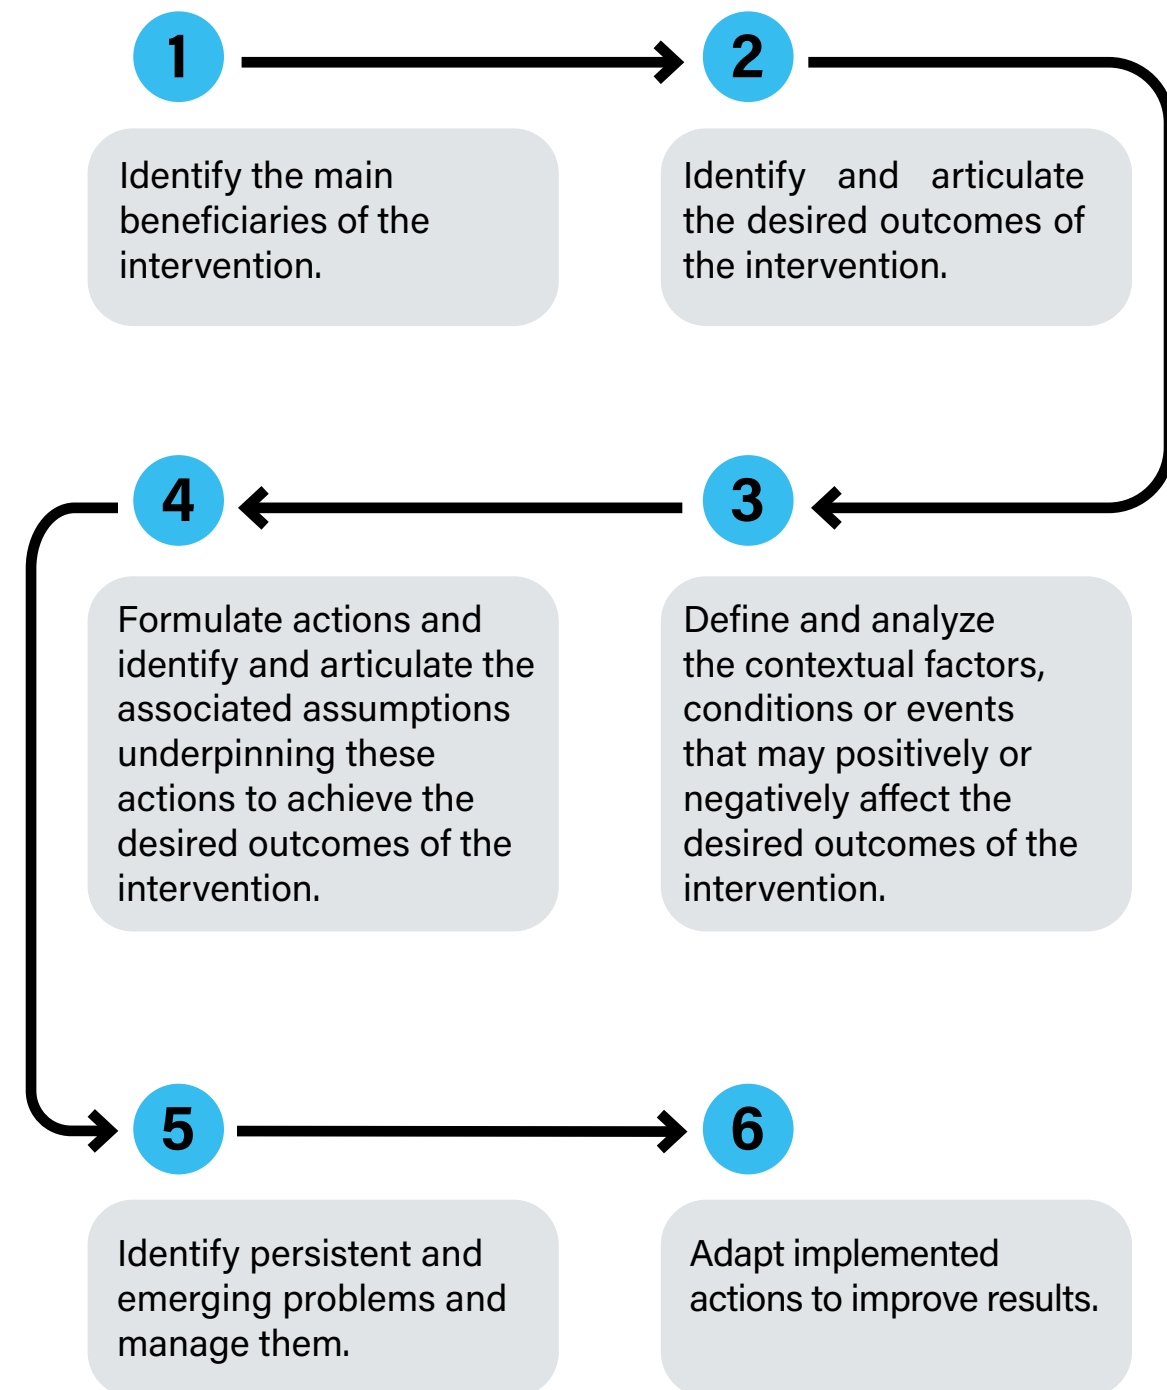 1
Identify the main
beneficiaries of the
intervention.
2
Identify and articulate
the desired outcomes of
the intervention.
3
Define and analyze
the contextual factors,
conditions or events
that may positively or
negatively affect the
desired outcomes of the
intervention.
4
Formulate actions and
identify and articulate the
associated assumptions
underpinning these
actions to achieve the
desired outcomes of the
intervention.
5
Identify persistent and
emerging problems and
manage them.
6
Adapt implemented
actions to improve results.